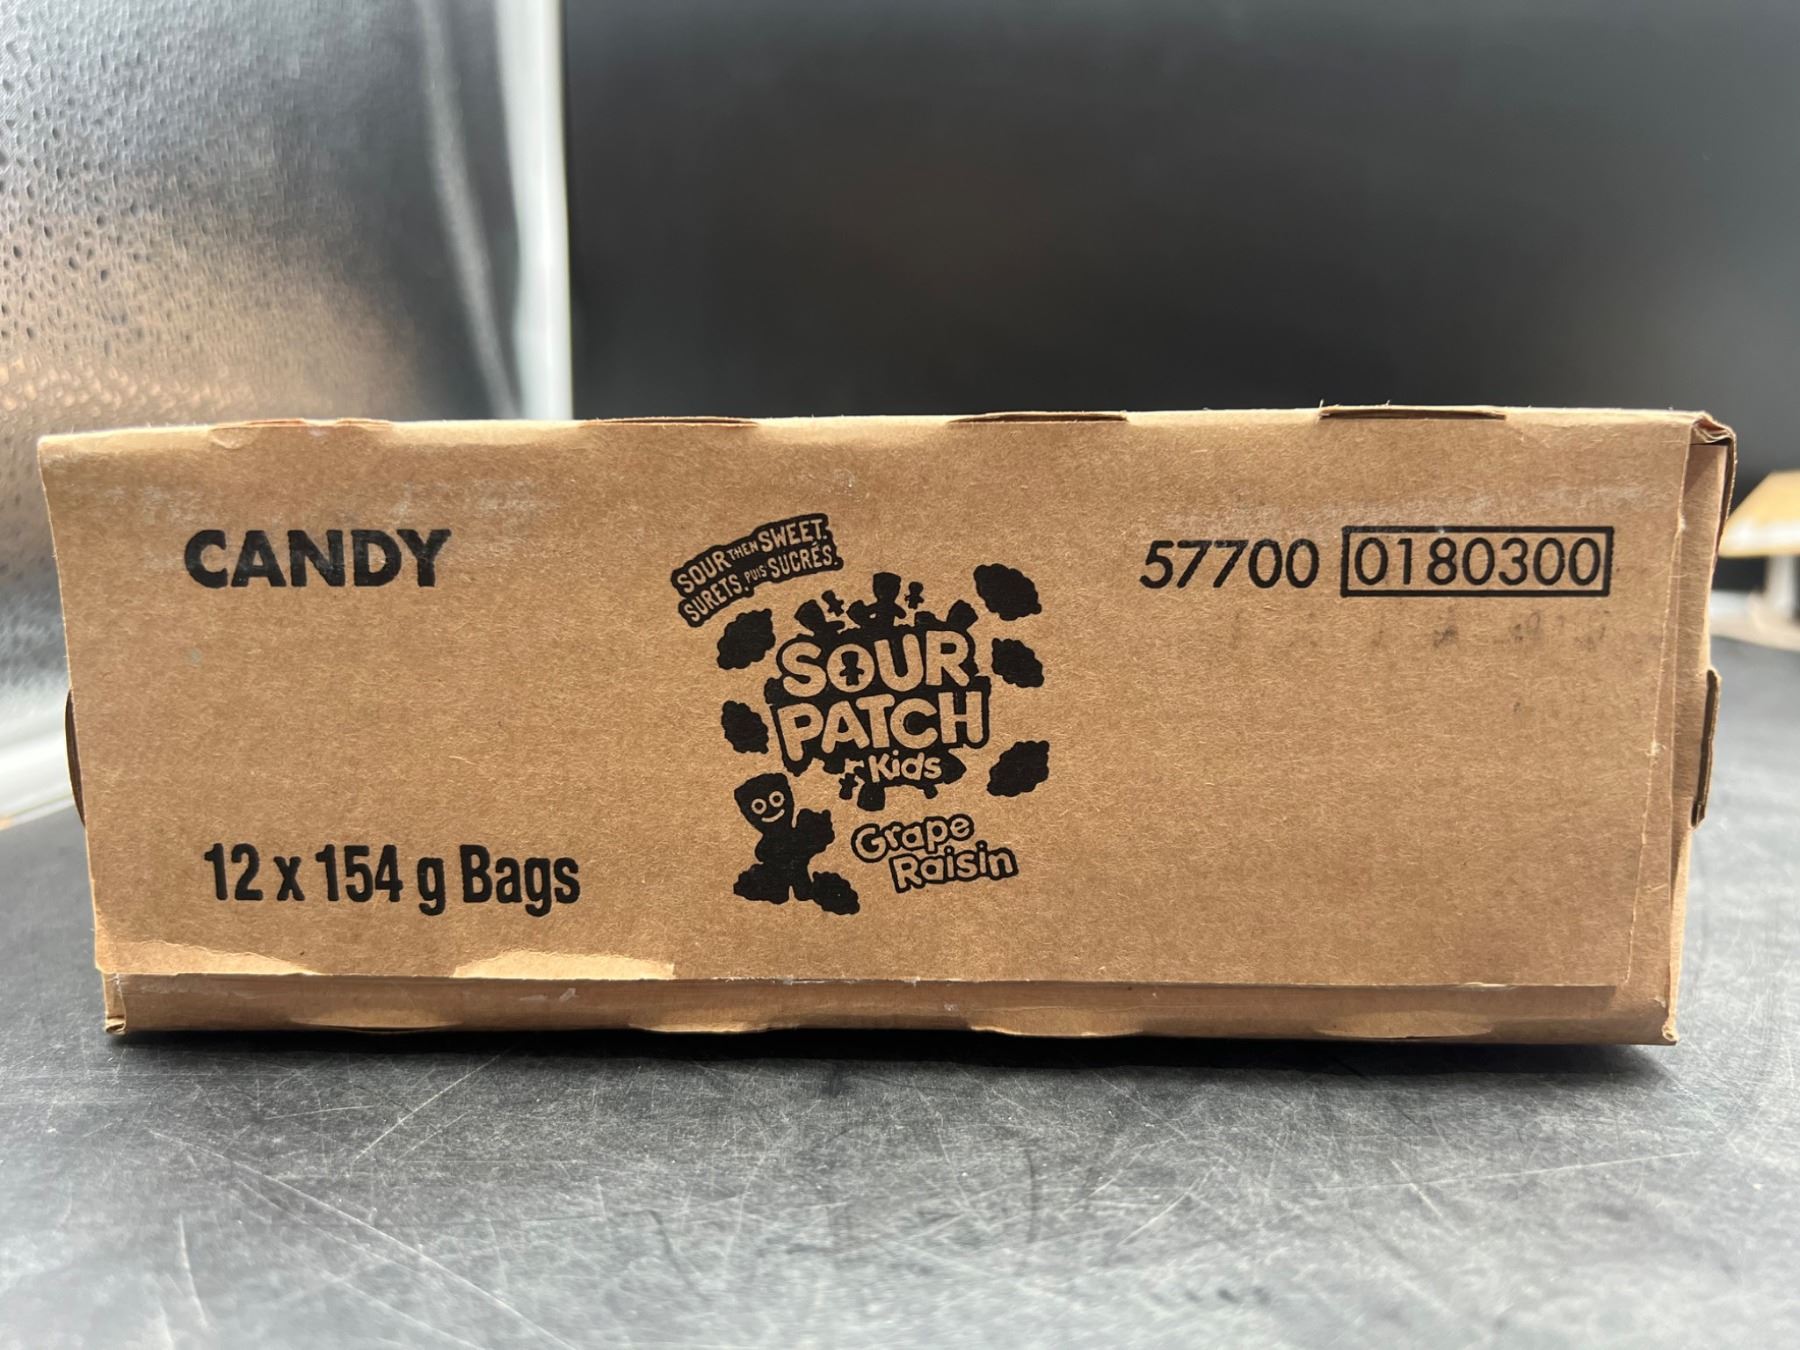 CANDY
57700 0180300
SOUR THEN SWEET.
SURETS, PUIS SUCRÉS.
SOUR
PATCH
Kids
Grape
Raisin
12 x 154 g Bags